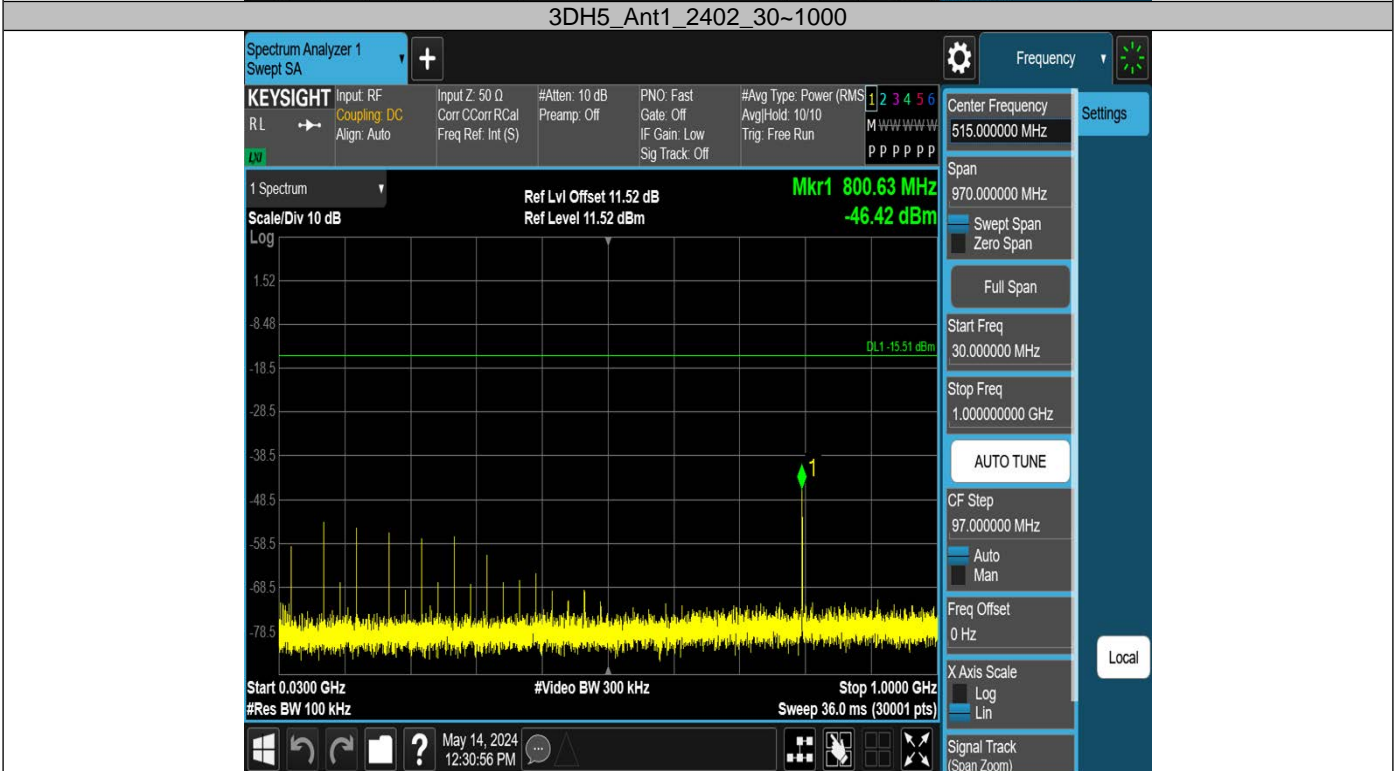 3DH5_Ant1_2402_30~1000
Spectrum Analyzer 1
Swept SA
+
Frequency
KEYSIGHT
RL
LXI
Input: RF
Coupling: DC
Align: Auto
Input Z: 50 Ω
Corr CCorr RCal
Freq Ref: Int (S)
#Atten: 10 dB
Preamp: Off
PNO: Fast
Gate: Off
IF Gain: Low
Sig Track: Off
#Avg Type: Power (RMS
Avg|Hold: 10/10
Trig: Free Run
1 2 3 4 5 6
M W W W W W
P P P P P P
1 Spectrum
Scale/Div 10 dB
Log
Ref Lvl Offset 11.52 dB
Ref Level 11.52 dBm
Mkr1 800.63 MHz
-46.42 dBm
1.52
-8.48
DL1 -15.51 dBm
-18.5
-28.5
-38.5
1
-48.5
-58.5
-68.5
-78.5
Start 0.0300 GHz
#Res BW 100 kHz
#Video BW 300 kHz
Stop 1.0000 GHz
Sweep 36.0 ms (30001 pts)
?
May 14, 2024
12:30:56 PM
Center Frequency
515.000000 MHz
Settings
Span
970.000000 MHz
Swept Span
Zero Span
Full Span
Start Freq
30.000000 MHz
Stop Freq
1.000000000 GHz
AUTO TUNE
CF Step
97.000000 MHz
Auto
Man
Freq Offset
0 Hz
X Axis Scale
Log
Lin
Local
Signal Track
(Span Zoom)